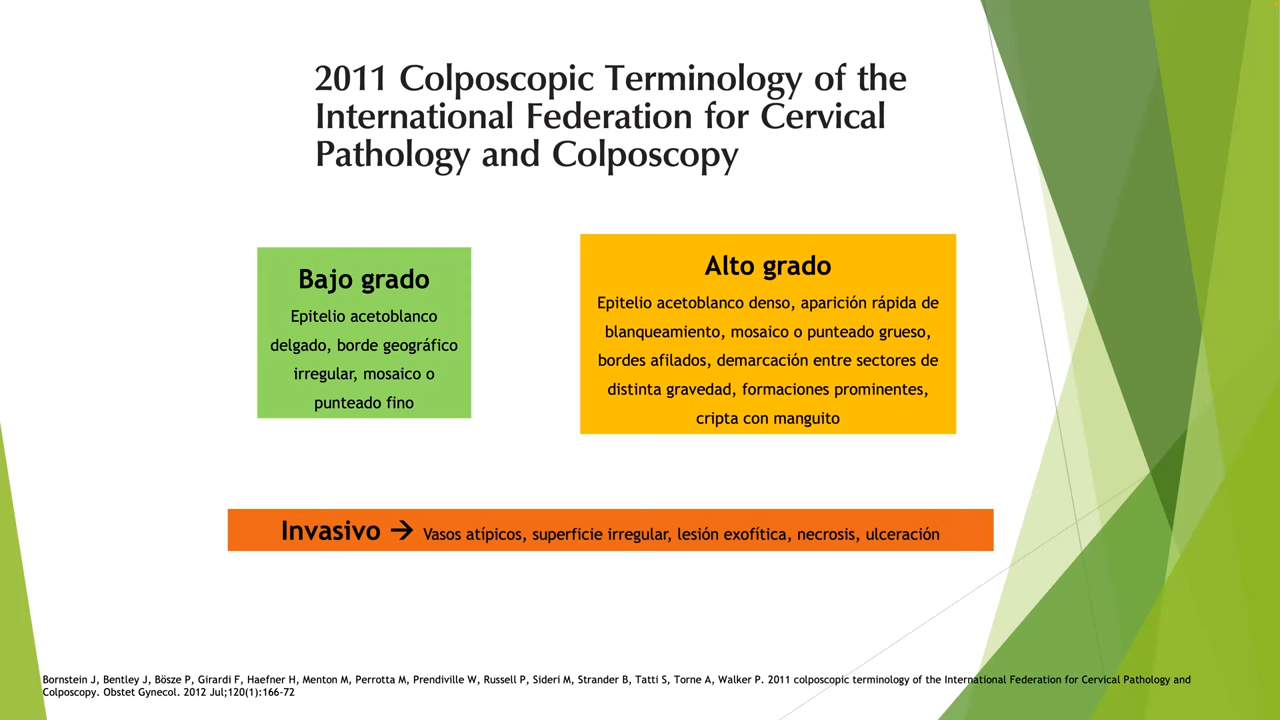 2011 Colposcopic Terminology of the
International Federation for Cervical
Pathology and Colposcopy
Bajo grado
Epitelio acetoblanco
delgado, borde geográfico
irregular, mosaico o
punteado fino
Alto grado
Epitelio acetoblanco denso, aparición rápida de
blanqueamiento, mosaico o punteado grueso,
bordes afilados, demarcación entre sectores de
distinta gravedad, formaciones prominentes,
cripta con manguito
Invasivo → Vasos atípicos, superficie irregular, lesión exofítica, necrosis, ulceración
Bornstein J, Bentley J, Bösze P, Girardi F, Haefner H, Menton M, Perrotta M, Prendiville W, Russell P, Sideri M, Strander B, Tatti S, Torne A, Walker P. 2011 colposcopic terminology of the International Federation for Cervical Pathology and
Colposcopy. Obstet Gynecol. 2012 Jul;120(1):166-72